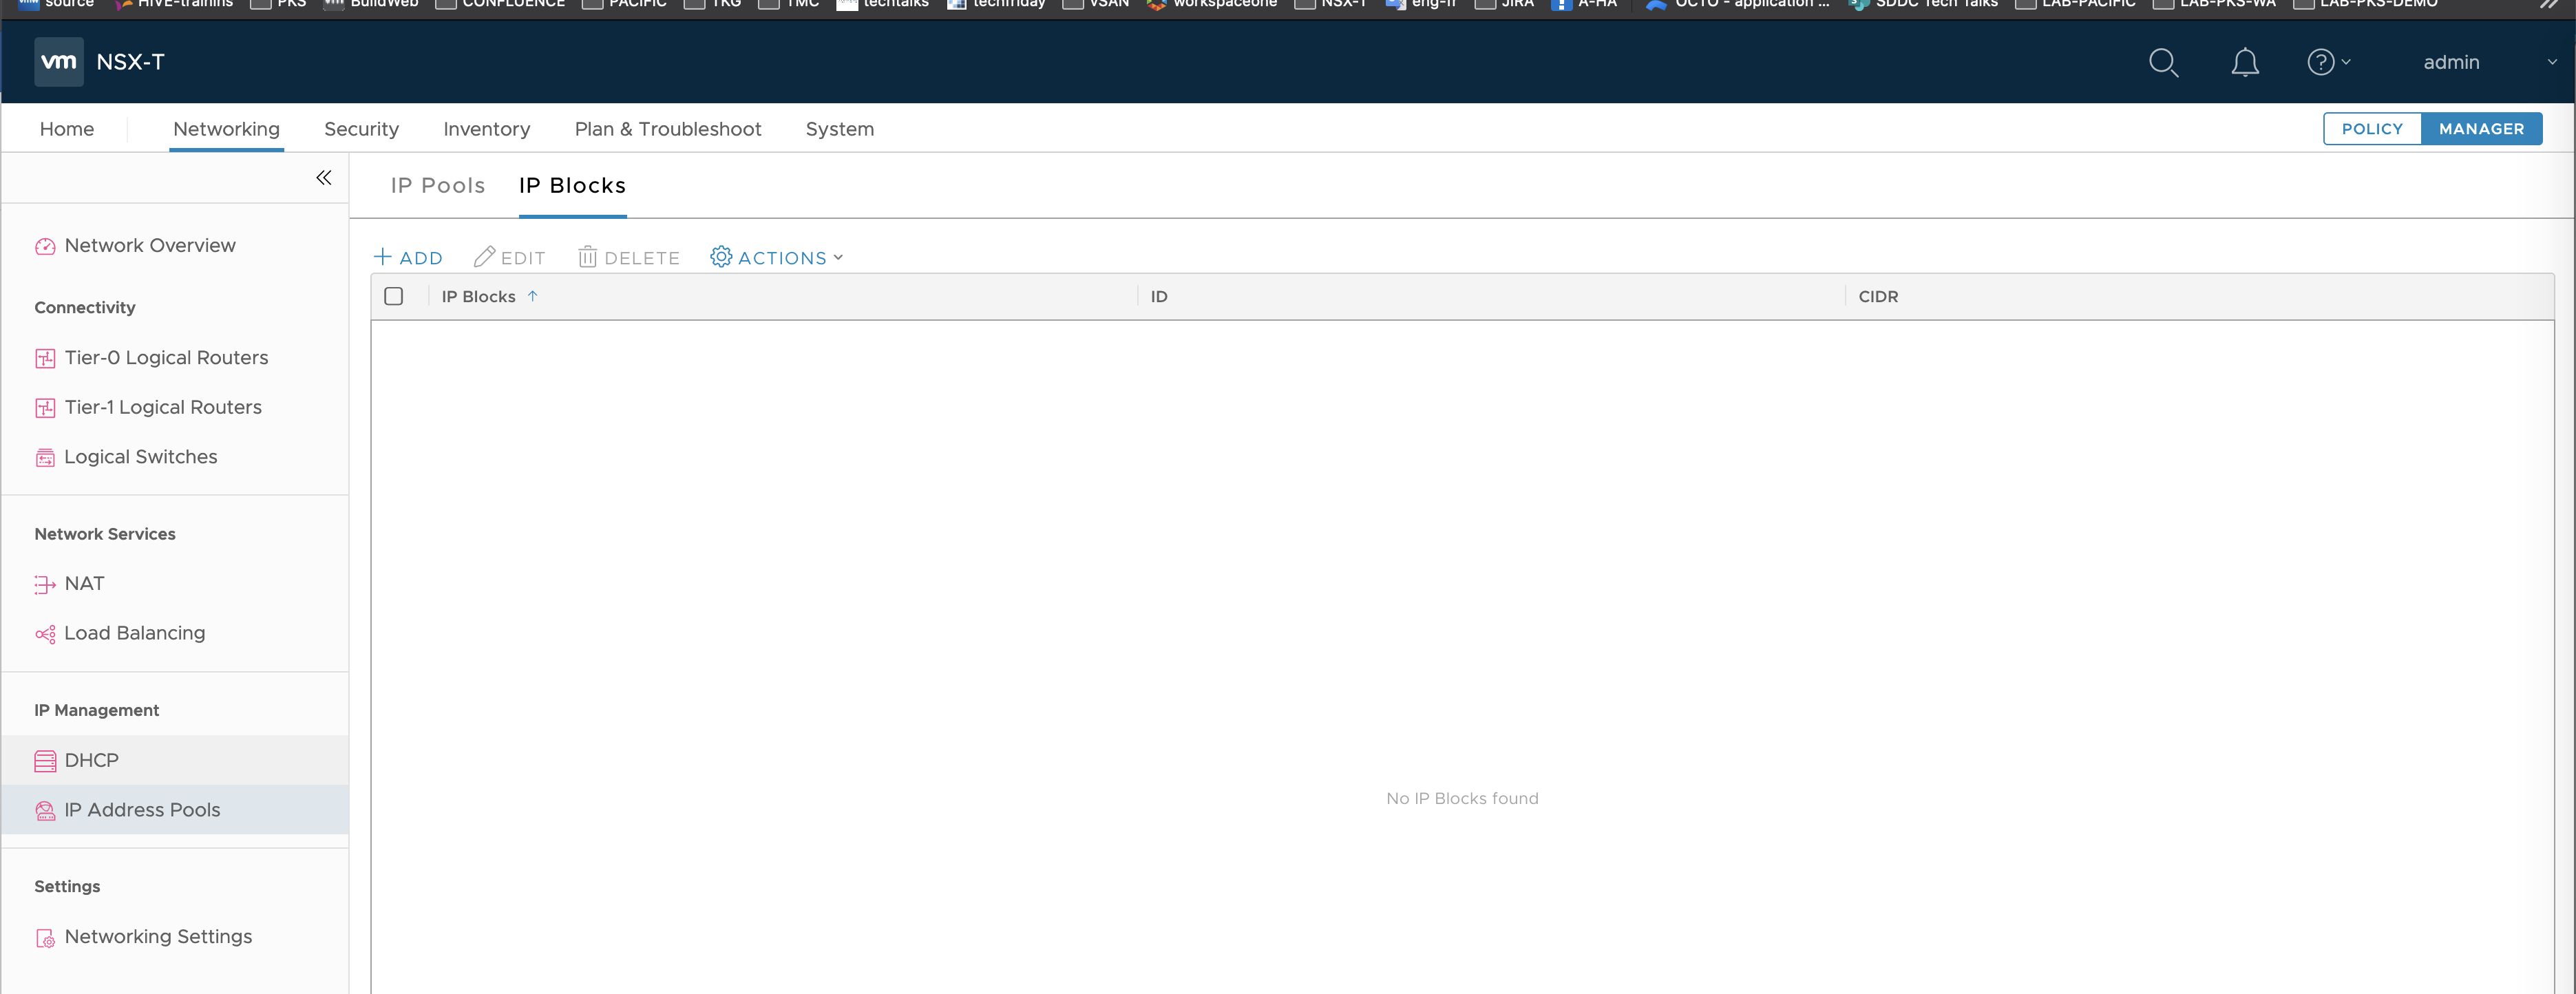 source HIVE-trainins PKS BuildWeb CONFLUENCE PACIFIC TKG TMC techtalks techfriday VSAN workspaceone NSX-T eng-fr JIRA A-HA OCTO - application ... SDDC Tech Talks LAB-PACIFIC LAB-PKS-WA LAB-PKS-DEMO
vm NSX-T admin
Home Networking Security Inventory Plan & Troubleshoot System POLICY MANAGER
IP Pools IP Blocks
Network Overview
Connectivity
Tier-0 Logical Routers
Tier-1 Logical Routers
Logical Switches
Network Services
NAT
Load Balancing
IP Management
DHCP
IP Address Pools
Settings
Networking Settings
+ ADD EDIT DELETE ACTIONS
IP Blocks ↑ ID CIDR
No IP Blocks found